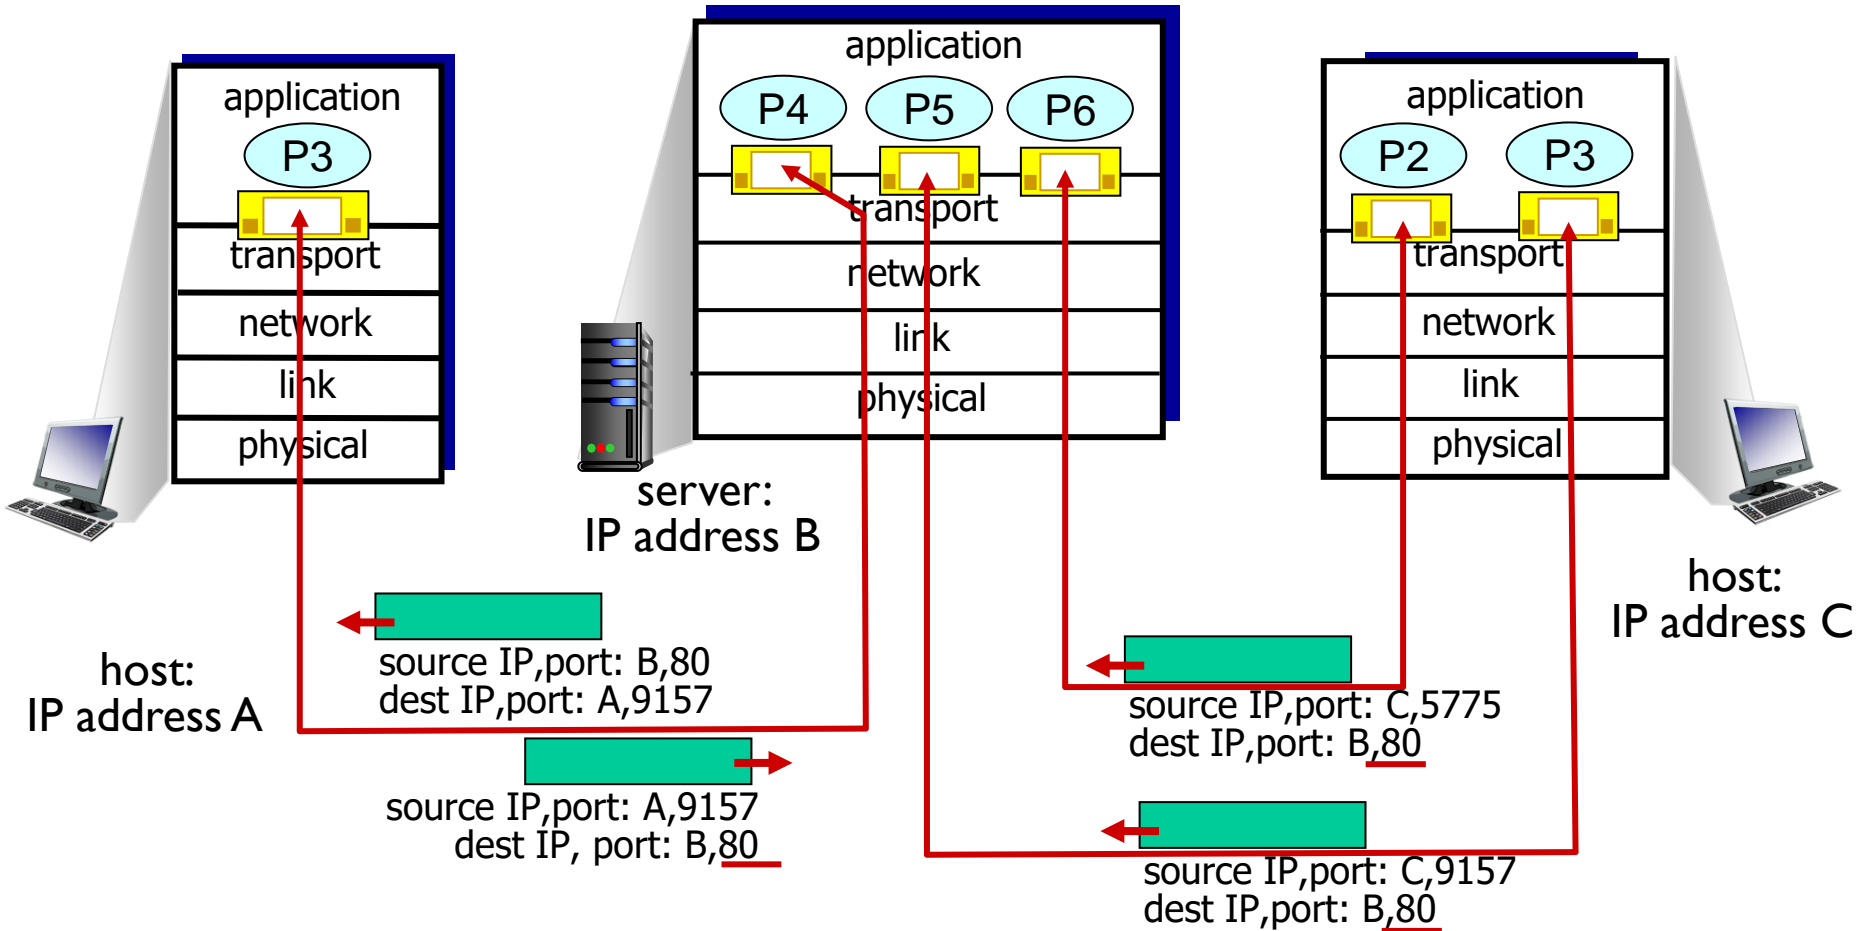 application
P3
transport
network
link
physical
host:
IP address A
application
P4
P5
P6
transport
network
link
physical
server:
IP address B
application
P2
P3
transport
network
link
physical
host:
IP address C
source IP,port: B,80
dest IP,port: A,9157
source IP,port: A,9157
dest IP, port: B,80
source IP,port: C,5775
dest IP,port: B,80
source IP,port: C,9157
dest IP,port: B,80